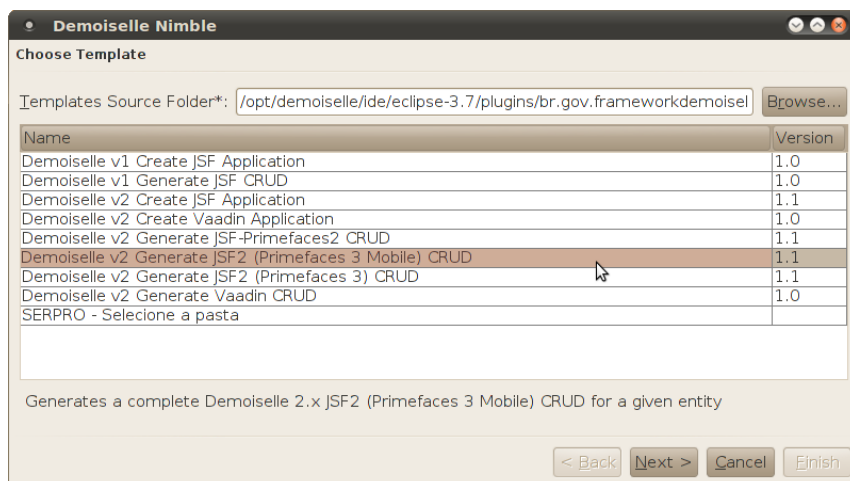 Demoiselle Nimble
Choose Template
Templates Source Folder*: /opt/demoiselle/ide/eclipse-3.7/plugins/br.gov.frameworkdemoisel Browse...
Name Version
Demoiselle v1 Create JSF Application 1.0
Demoiselle v1 Generate JSF CRUD 1.0
Demoiselle v2 Create JSF Application 1.1
Demoiselle v2 Create Vaadin Application 1.0
Demoiselle v2 Generate JSF-Primefaces2 CRUD 1.1
Demoiselle v2 Generate JSF2 (Primefaces 3 Mobile) CRUD 1.1
Demoiselle v2 Generate JSF2 (Primefaces 3) CRUD 1.1
Demoiselle v2 Generate Vaadin CRUD 1.0
SERPRO - Selecione a pasta
Generates a complete Demoiselle 2.x JSF2 (Primefaces 3 Mobile) CRUD for a given entity
< Back Next > Cancel Finish